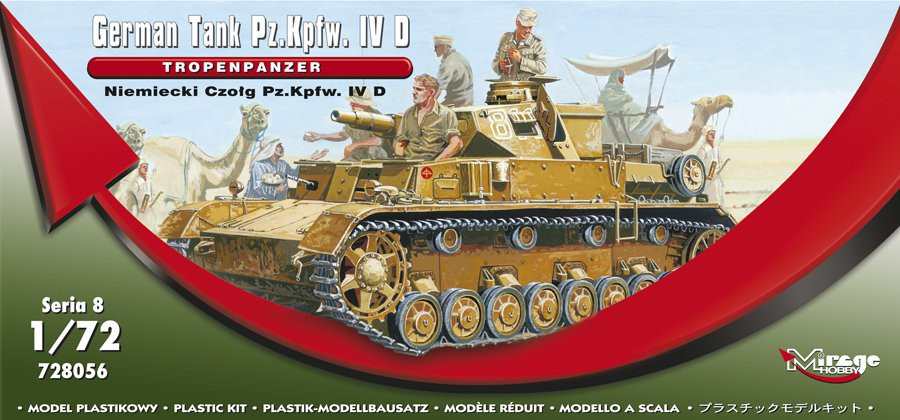 German Tank Pz.Kpfw. IV D
TROPENPANZER
Niemiecki Czołg Pz.Kpfw. IV D
8
Seria 8
1/72
728056
Mirage
HOBBY
• MODEL PLASTIKOWY • PLASTIC KIT • PLASTIK-MODELLBAUSATZ • MODÈLE RÉDUIT • MODELLO A SCALA • プラスチックモデルキット •